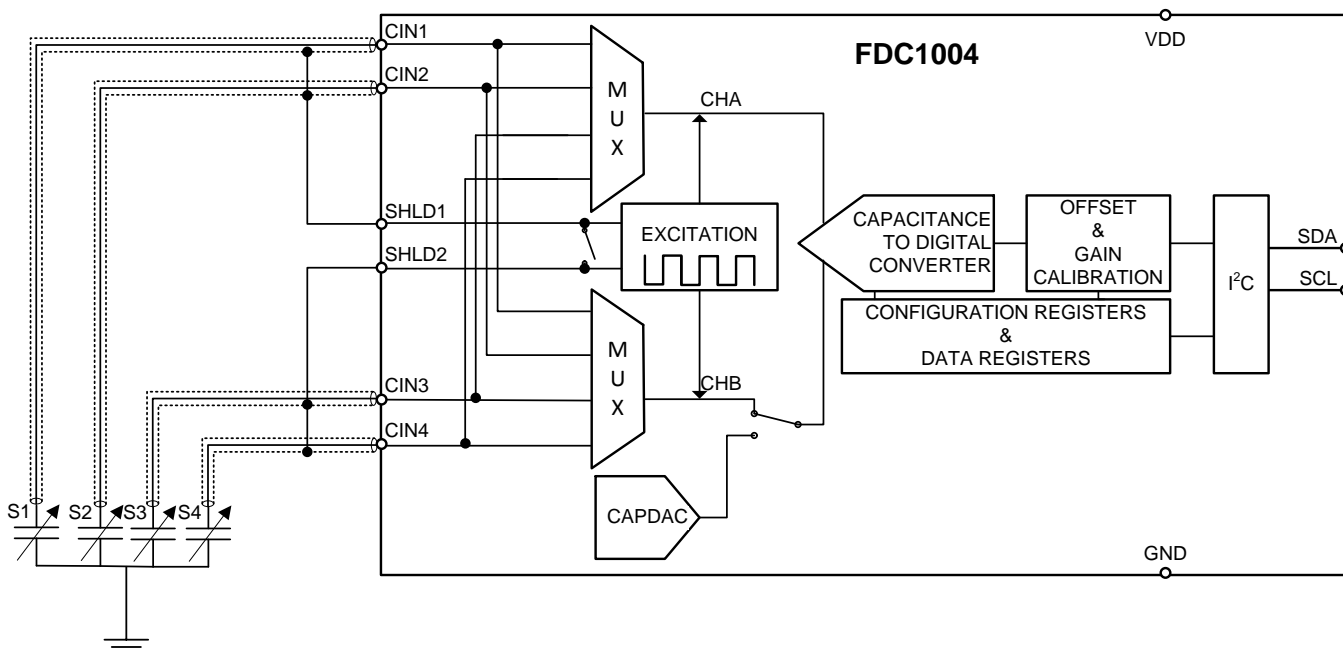 CIN1
VDD
FDC1004
CIN2
M
U
X
CHA
SHLD1
EXCITATION
CAPACITANCE
TO DIGITAL
CONVERTER
OFFSET
&
GAIN
CALIBRATION
SDA
SHLD2
I²C
SCL
CONFIGURATION REGISTERS
&
DATA REGISTERS
M
U
X
CIN3
CHB
CIN4
S1
S2
S3
S4
CAPDAC
GND